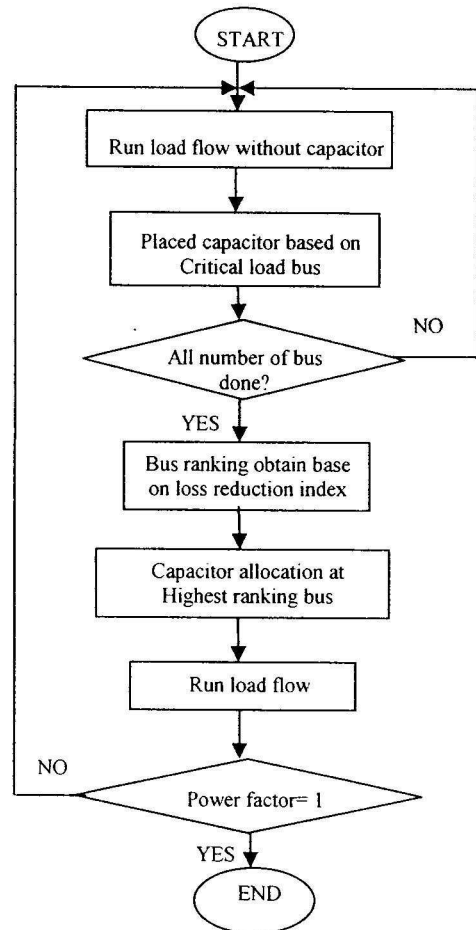 START
Run load flow without capacitor
Placed capacitor based on
Critical load bus
NO
All number of bus
done?
YES
Bus ranking obtain base
on loss reduction index
Capacitor allocation at
Highest ranking bus
Run load flow
NO
Power factor= 1
YES
END